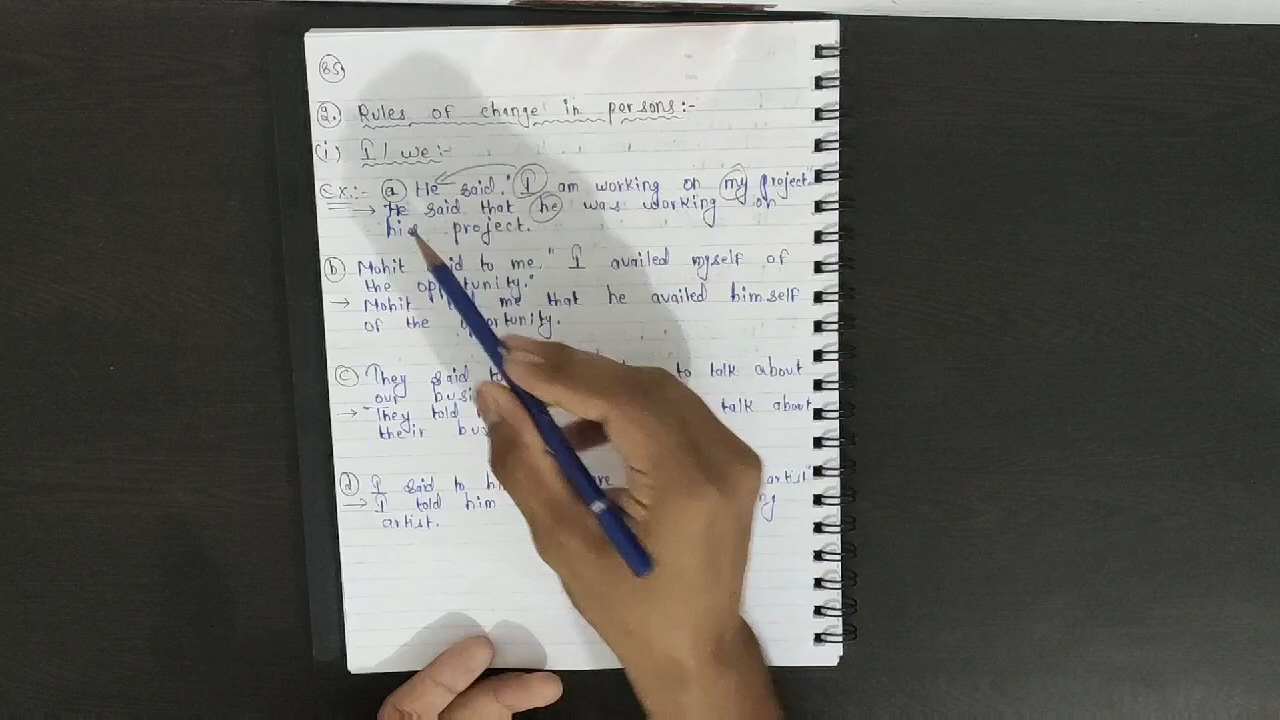 85
2. Rules of change in persons:-
(i) I / we :-
Ex:- (a) He said, "I am working on my project"
→ He said that he was working on
his project.
(b) Mohit said to me, " I availed myself of
the opportunity."
→ Mohit me that he availed himself
of the opportunity.
(c) They said to talk about
our
→ They told talk about
their
(d) I said to artist"
→ I told him
artist.